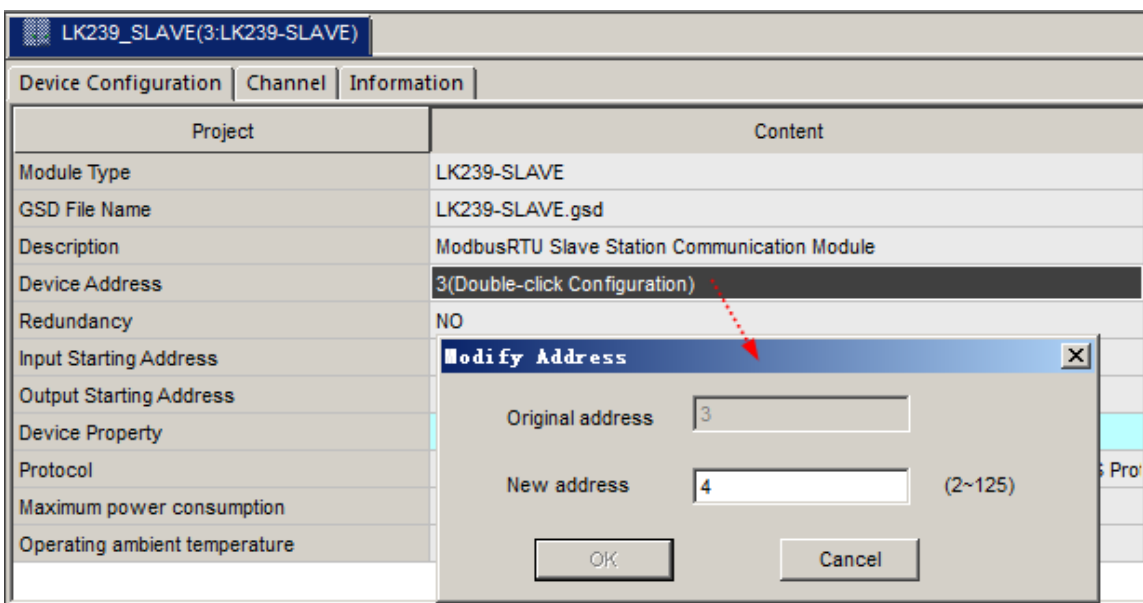 LK239_SLAVE(3:LK239-SLAVE)
Device Configuration Channel Information
Project Content
Module Type LK239-SLAVE
GSD File Name LK239-SLAVE.gsd
Description ModbusRTU Slave Station Communication Module
Device Address 3(Double-click Configuration)
Redundancy NO
Input Starting Address
Output Starting Address
Device Property
Protocol
Maximum power consumption
Operating ambient temperature
Modify Address
Original address 3
New address 4 (2~125)
OK Cancel